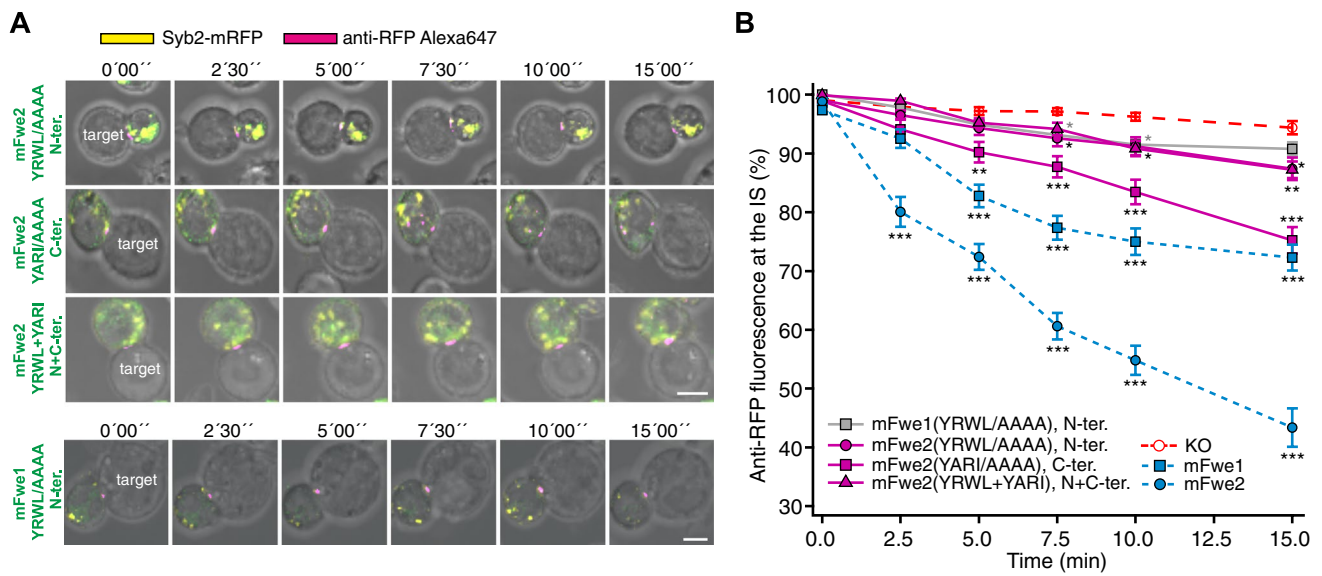 A
Syb2-mRFP
anti-RFP Alexa647
0´00´´ 2´30´´ 5´00´´ 7´30´´ 10´00´´ 15´00´´
mFwe2
YRWL/AAAA
N-ter.
target
mFwe2
YARI/AAAA
C-ter.
target
mFwe2
YRWL+YARI
N+C-ter.
target
0´00´´ 2´30´´ 5´00´´ 7´30´´ 10´00´´ 15´00´´
mFwe1
YRWL/AAAA
N-ter.
target
B
Anti-RFP fluorescence at the IS (%)
100
90
80
70
60
50
40
30
*
*
*
*
*
**
**
***
***
***
***
***
***
***
***
***
***
***
***
***
mFwe1(YRWL/AAAA), N-ter.
mFwe2(YRWL/AAAA), N-ter.
mFwe2(YARI/AAAA), C-ter.
mFwe2(YRWL+YARI), N+C-ter.
KO
mFwe1
mFwe2
0.0 2.5 5.0 7.5 10.0 12.5 15.0
Time (min)